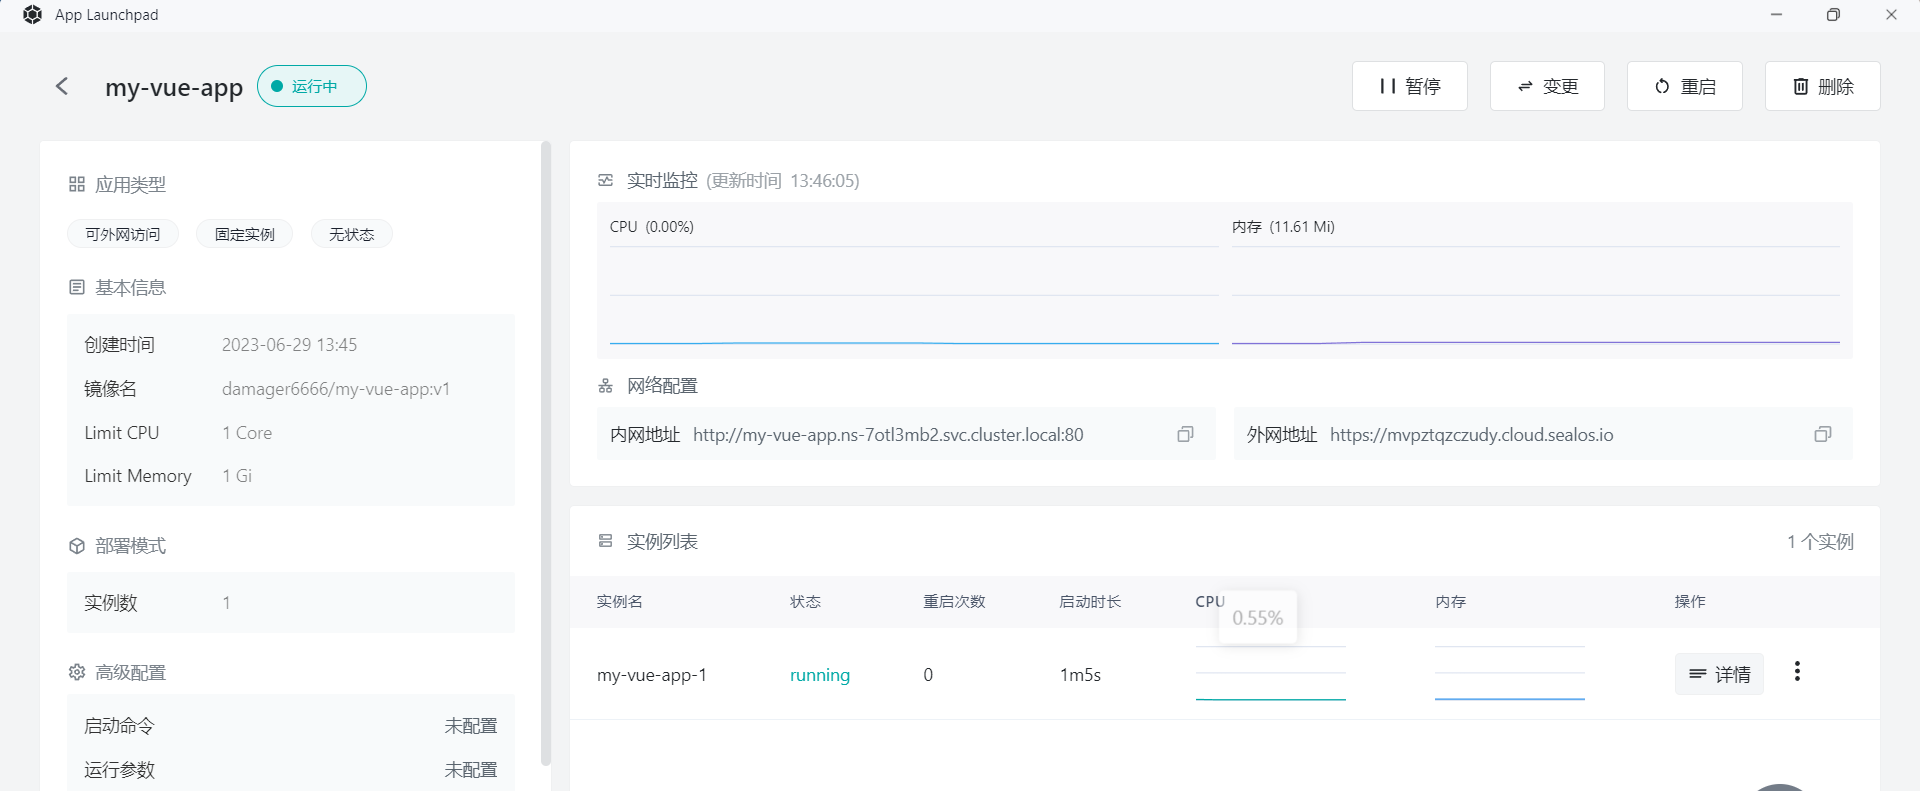 App Launchpad
my-vue-app
运行中
暂停
变更
重启
删除
应用类型
可外网访问
固定实例
无状态
基本信息
创建时间 2023-06-29 13:45
镜像名 damager6666/my-vue-app:v1
Limit CPU 1 Core
Limit Memory 1 Gi
部署模式
实例数 1
高级配置
启动命令 未配置
运行参数 未配置
实时监控 (更新时间 13:46:05)
CPU (0.00%)
内存 (11.61 Mi)
网络配置
内网地址 http://my-vue-app.ns-7otl3mb2.svc.cluster.local:80
外网地址 https://mvpztqzczudy.cloud.sealos.io
实例列表
1 个实例
实例名 状态 重启次数 启动时长 CPU 内存 操作
0.55%
my-vue-app-1 running 0 1m5s 详情